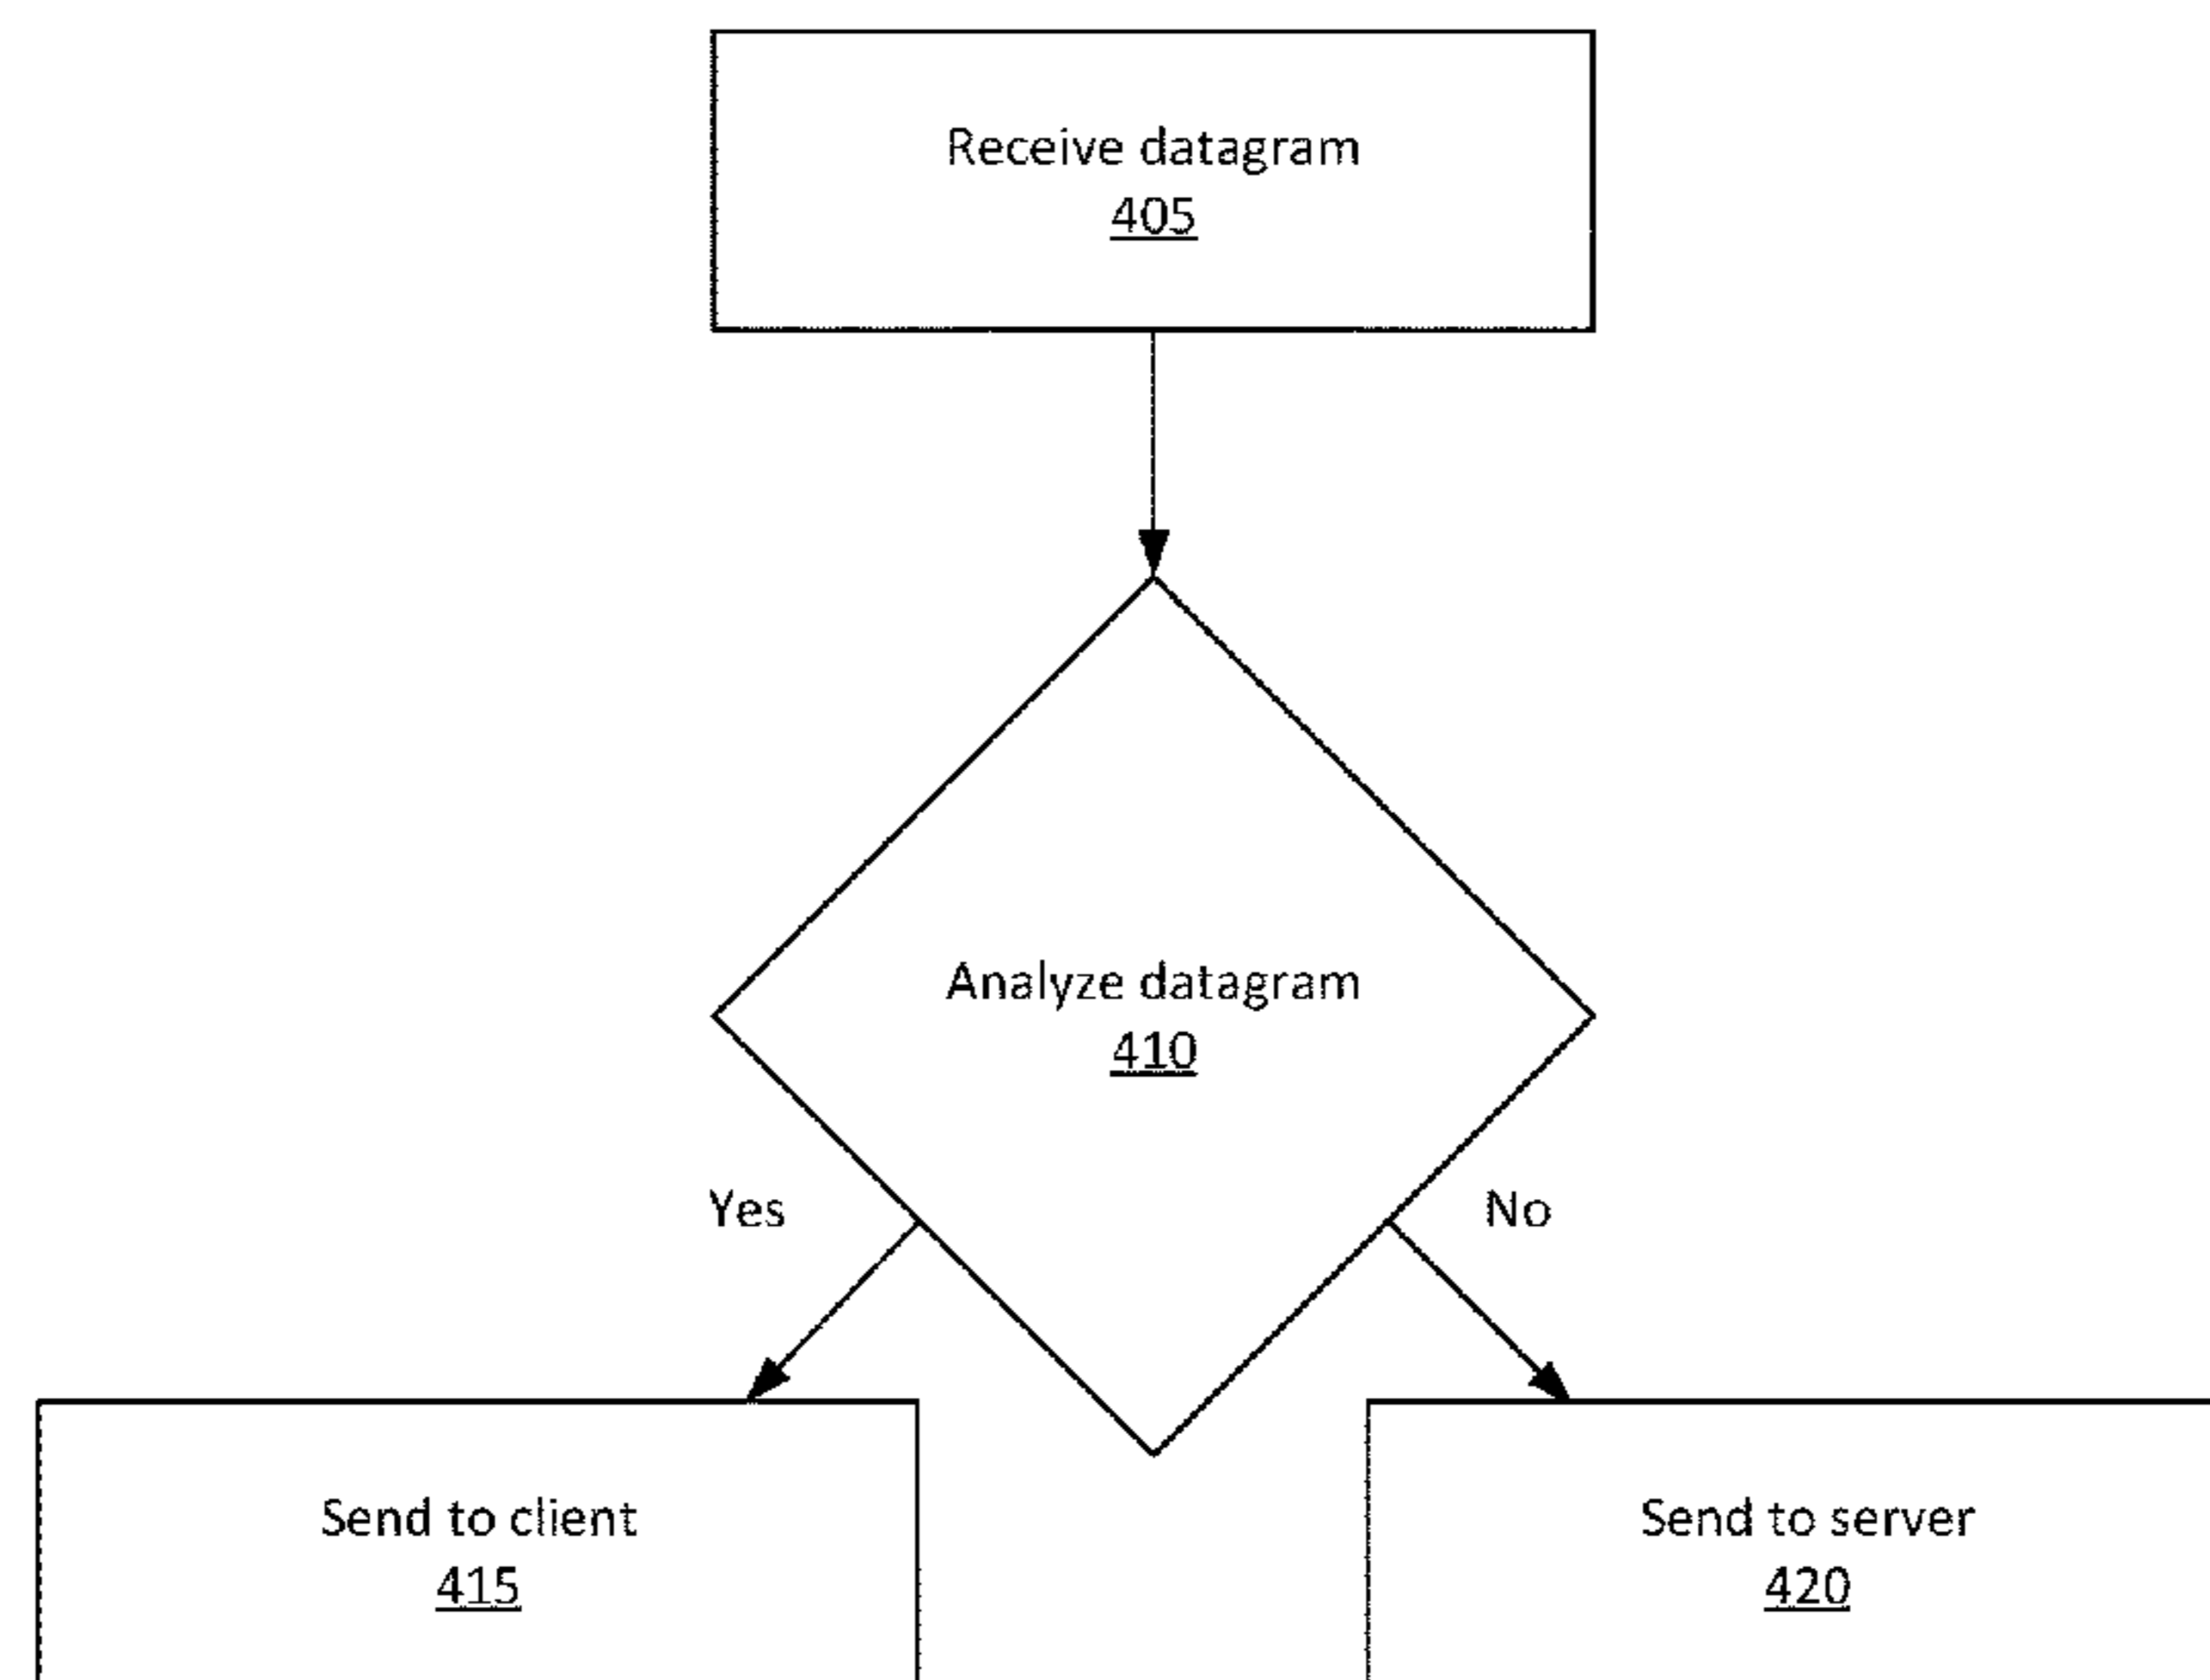 Receive datagram
405
Analyze datagram
410
Yes
No
Send to client
415
Send to server
420